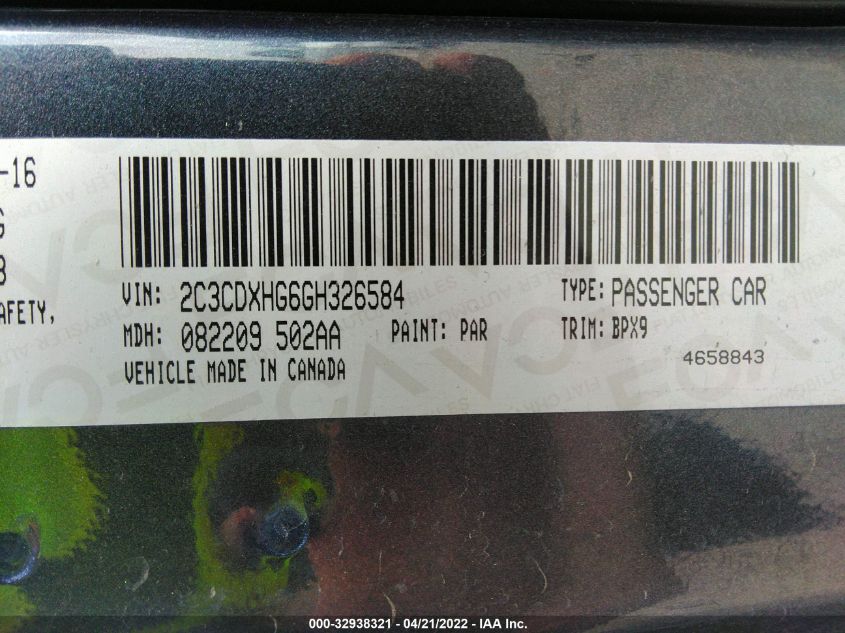 -16
G
8
AFETY,
VIN: 2C3CDXHG6GH326584 TYPE: PASSENGER CAR
MDH: 082209 502AA PAINT: PAR TRIM: BPX9
VEHICLE MADE IN CANADA 4658843
000-32938321 - 04/21/2022 - IAA Inc.